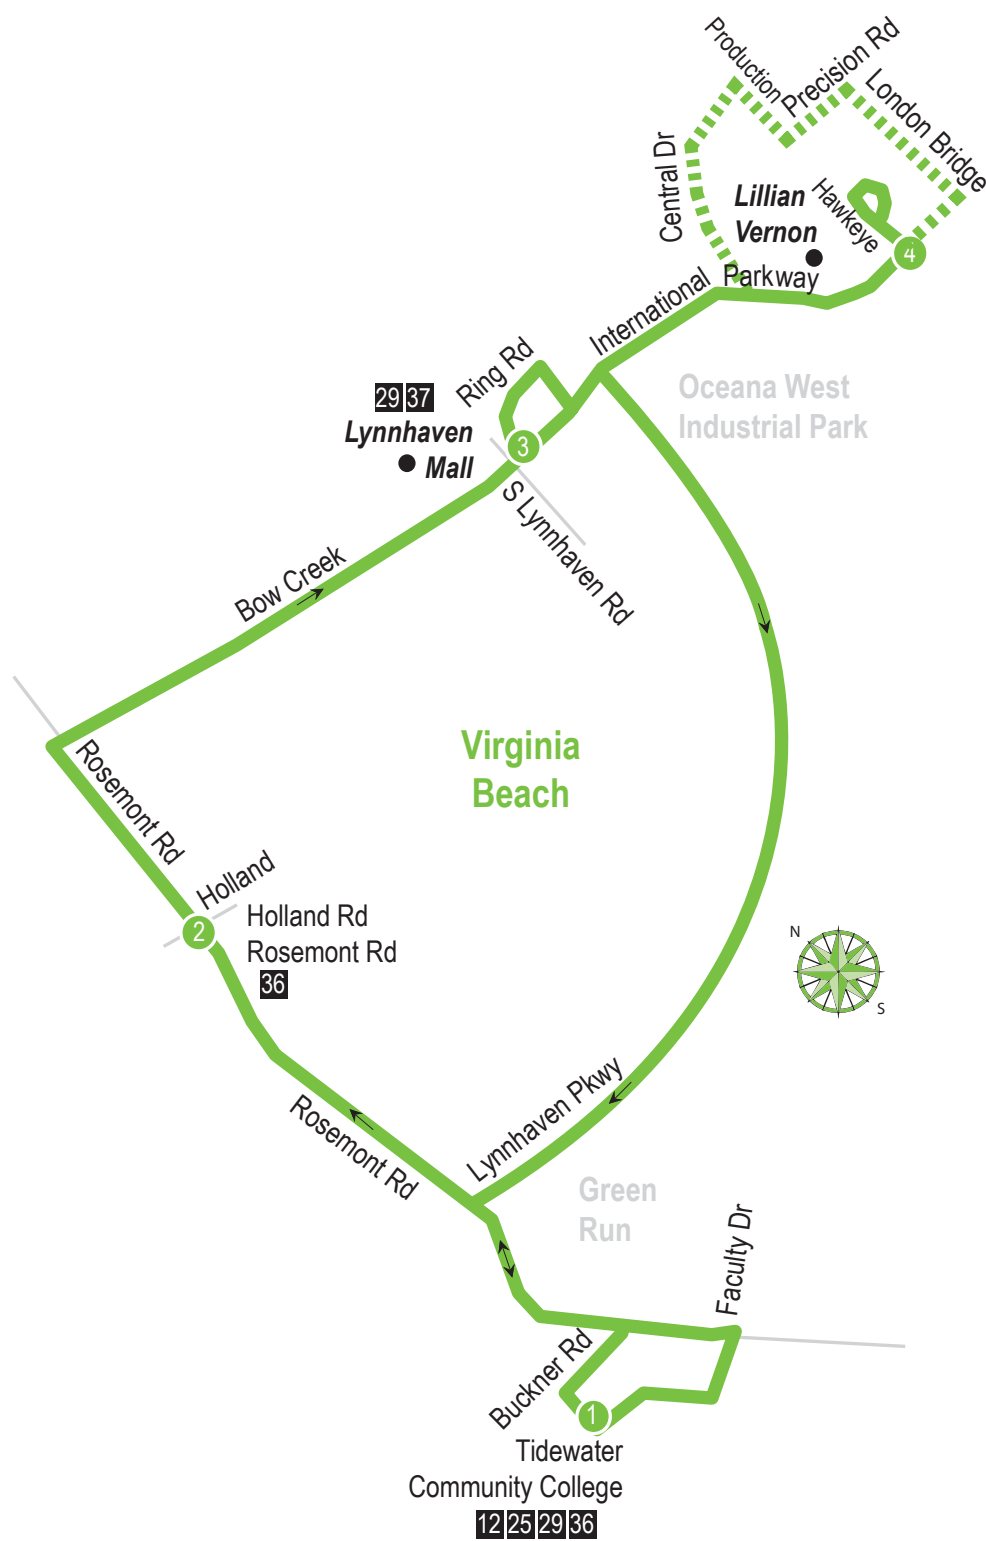 Production
Precision Rd
London Bridge
Central Dr
Lillian
Vernon
Hawkeye
4
International
Parkway
Ring Rd
29 37
Lynnhaven
Mall
3
S Lynnhaven Rd
Oceana West
Industrial Park
Bow Creek
Virginia
Beach
Rosemont Rd
Holland
2
Holland Rd
Rosemont Rd
36
N
S
Lynnhaven Pkwy
Rosemont Rd
Green
Run
Faculty Dr
Buckner Rd
1
Tidewater
Community College
12 25 29 36